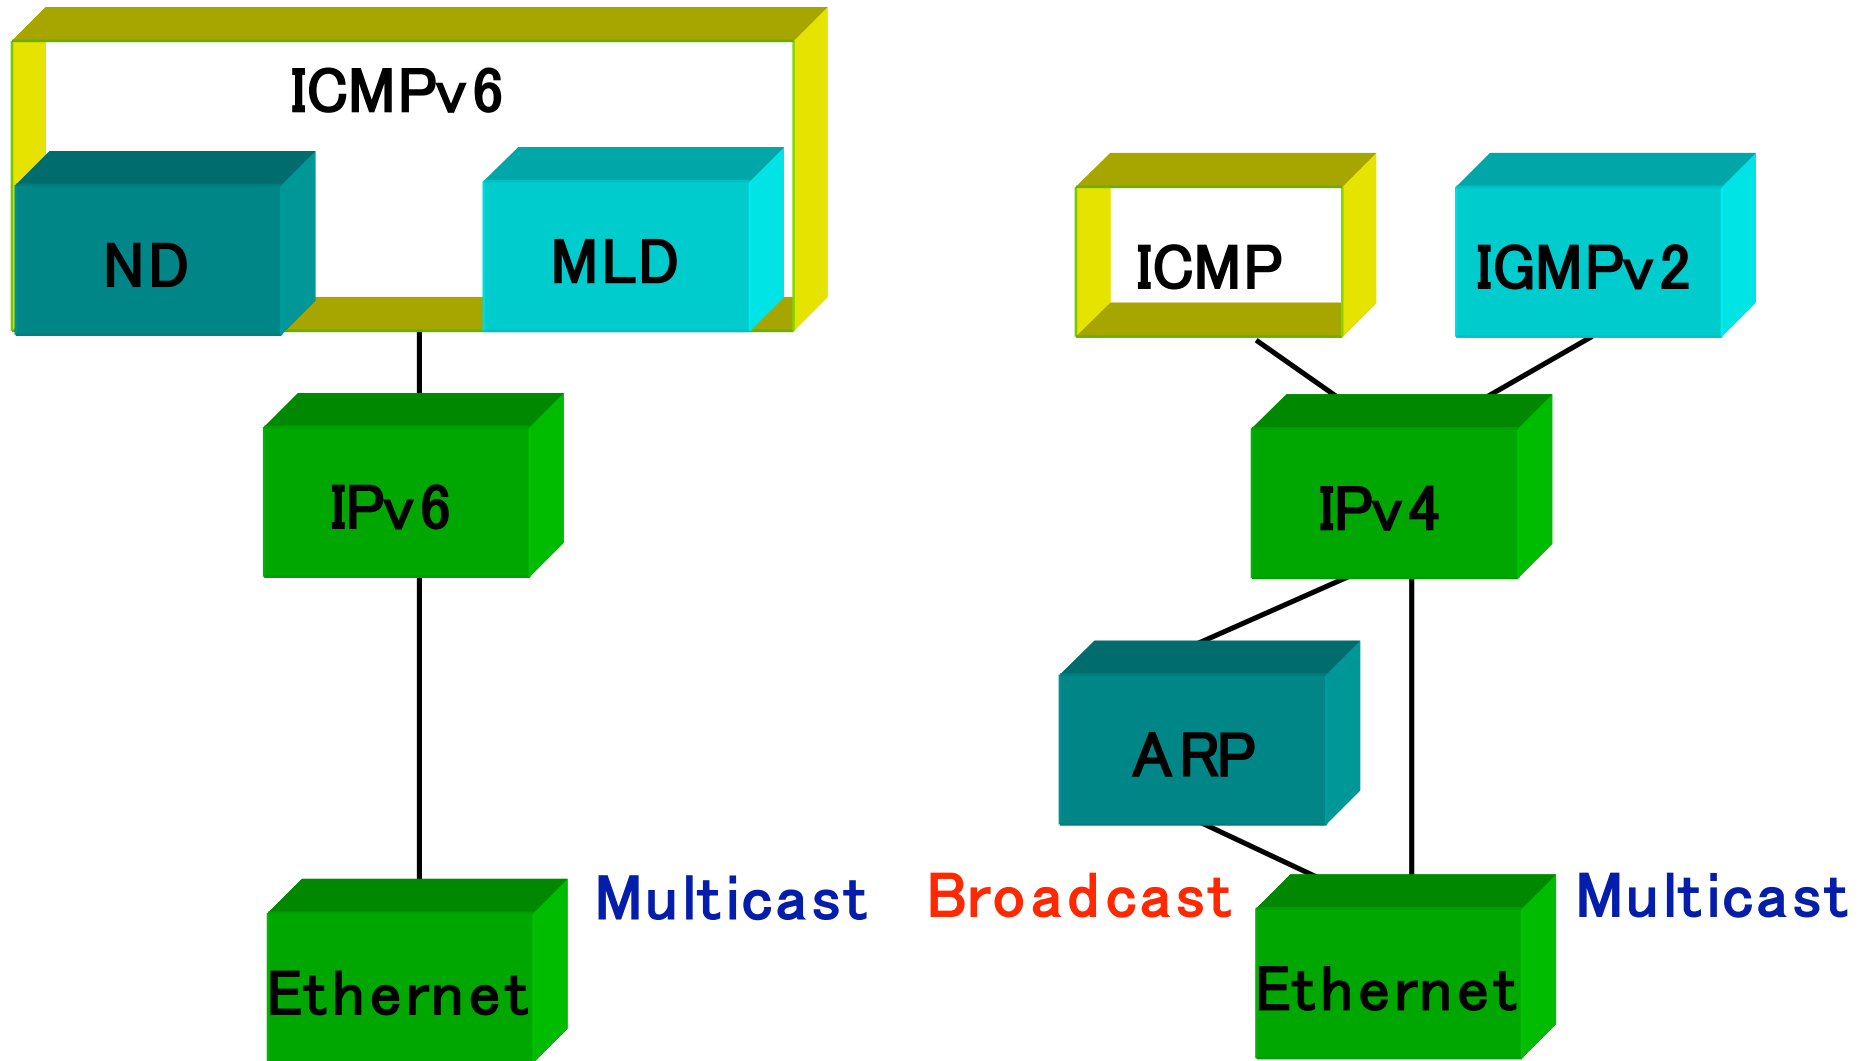 ICMPv6
ND
MLD
IPv6
Ethernet
Multicast
ICMP
IGMPv2
IPv4
ARP
Broadcast
Ethernet
Multicast